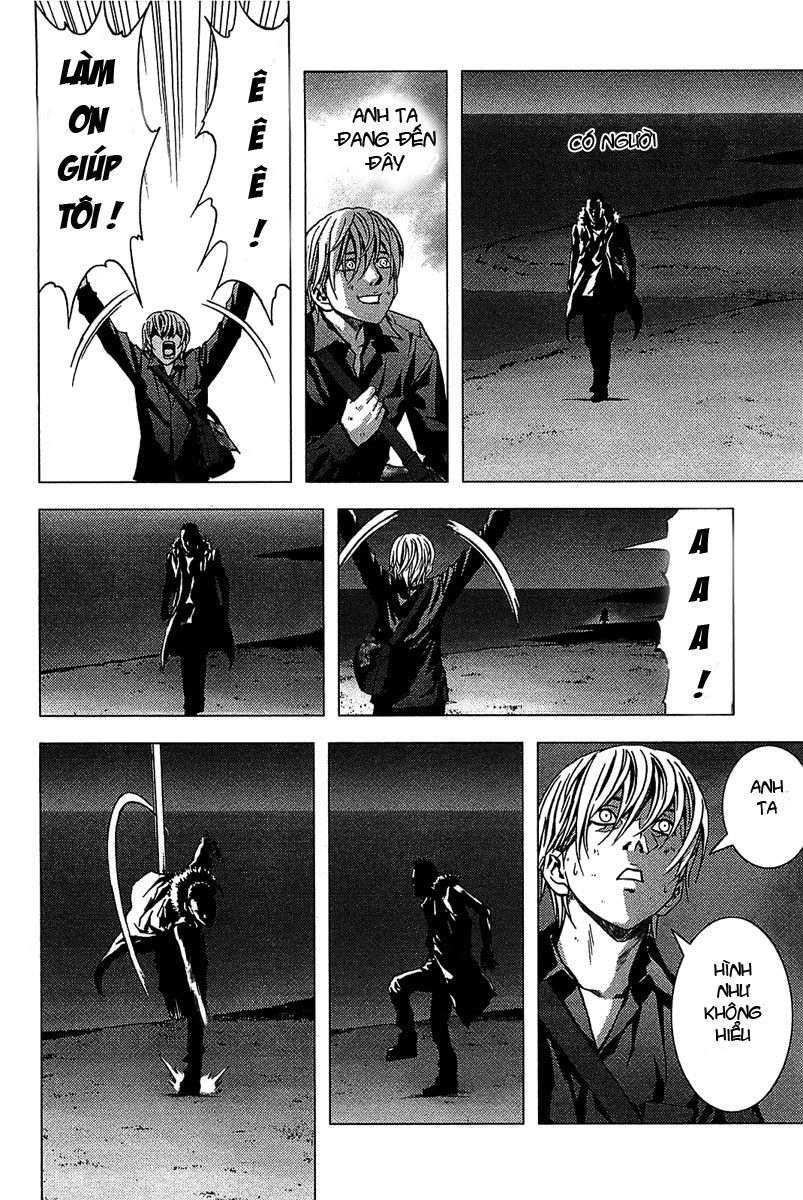 CÓ NGƯỜI
ANH TA
ĐANG ĐẾN
ĐÂY
Ê
Ê
Ê
!
LÀM
ƠN
GIÚP
TÔI !
A
A
A
!
ANH
TA
HÌNH
NHƯ
KHÔNG
HIỂU